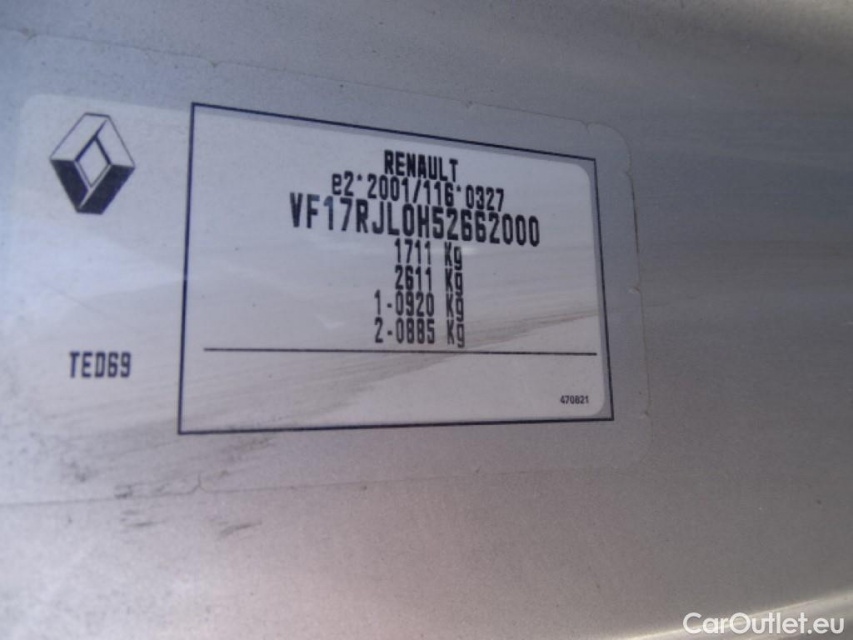 RENAULT
e2*2001/116*0327
VF17RJL0H52662000
1711 Kg
2611 Kg
1-0920 Kg
2-0885 Kg
TED69
470821
CarOutlet.eu